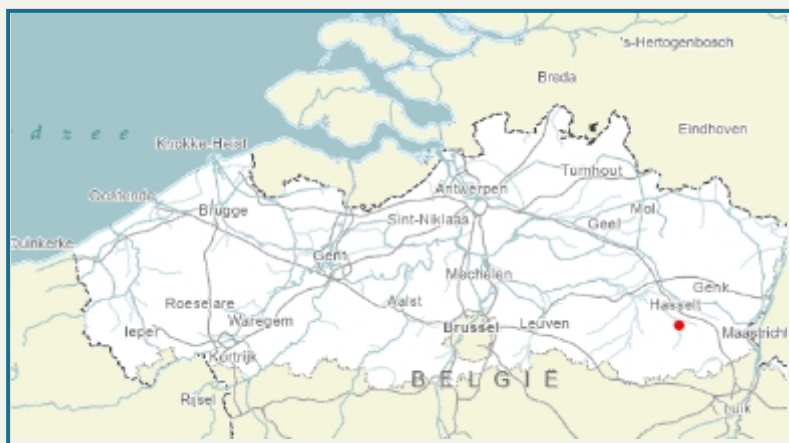 's-Hertogenbosch
Breda
Eindhoven
d z e e
Knokke-Heist
Turnhout
Antwerpen
Oostende
Brugge
Sint-Niklaas
Mol
Geel
Duinkerke
Gent
Mechelen
Genk
Roeselare
Aalst
Hasselt
Ieper
Waregem
Brussel
Leuven
Maastricht
Kortrijk
BELGIË
Rijsel
Luik